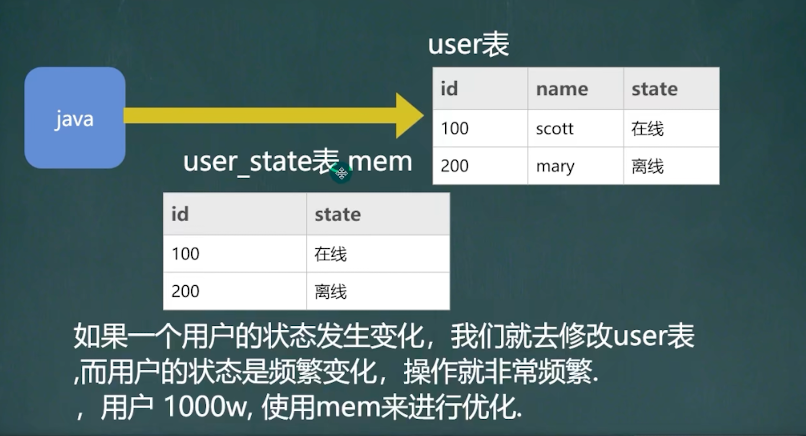 user表
java
id name state
100 scott 在线
200 mary 离线
user_state表 mem
id state
100 在线
200 离线
如果一个用户的状态发生变化，我们就去修改user表
,而用户的状态是频繁变化，操作就非常频繁.
，用户 1000w, 使用mem来进行优化.